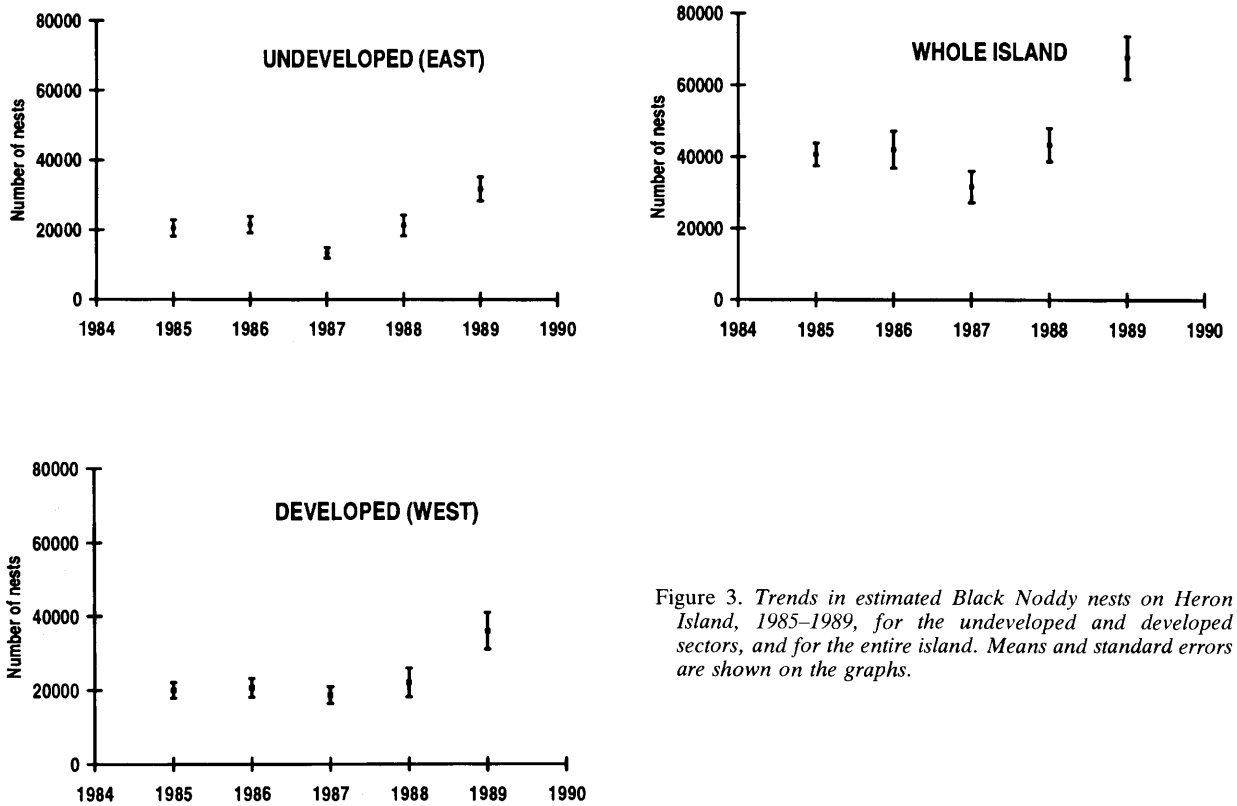 UNDEVELOPED (EAST)
Number of nests
80000
60000
40000
20000
0
1984 1985 1986 1987 1988 1989 1990
WHOLE ISLAND
Number of nests
80000
60000
40000
20000
0
1984 1985 1986 1987 1988 1989 1990
DEVELOPED (WEST)
Number of nests
80000
60000
40000
20000
0
1984 1985 1986 1987 1988 1989 1990
Figure 3. Trends in estimated Black Noddy nests on Heron
Island, 1985–1989, for the undeveloped and developed
sectors, and for the entire island. Means and standard errors
are shown on the graphs.